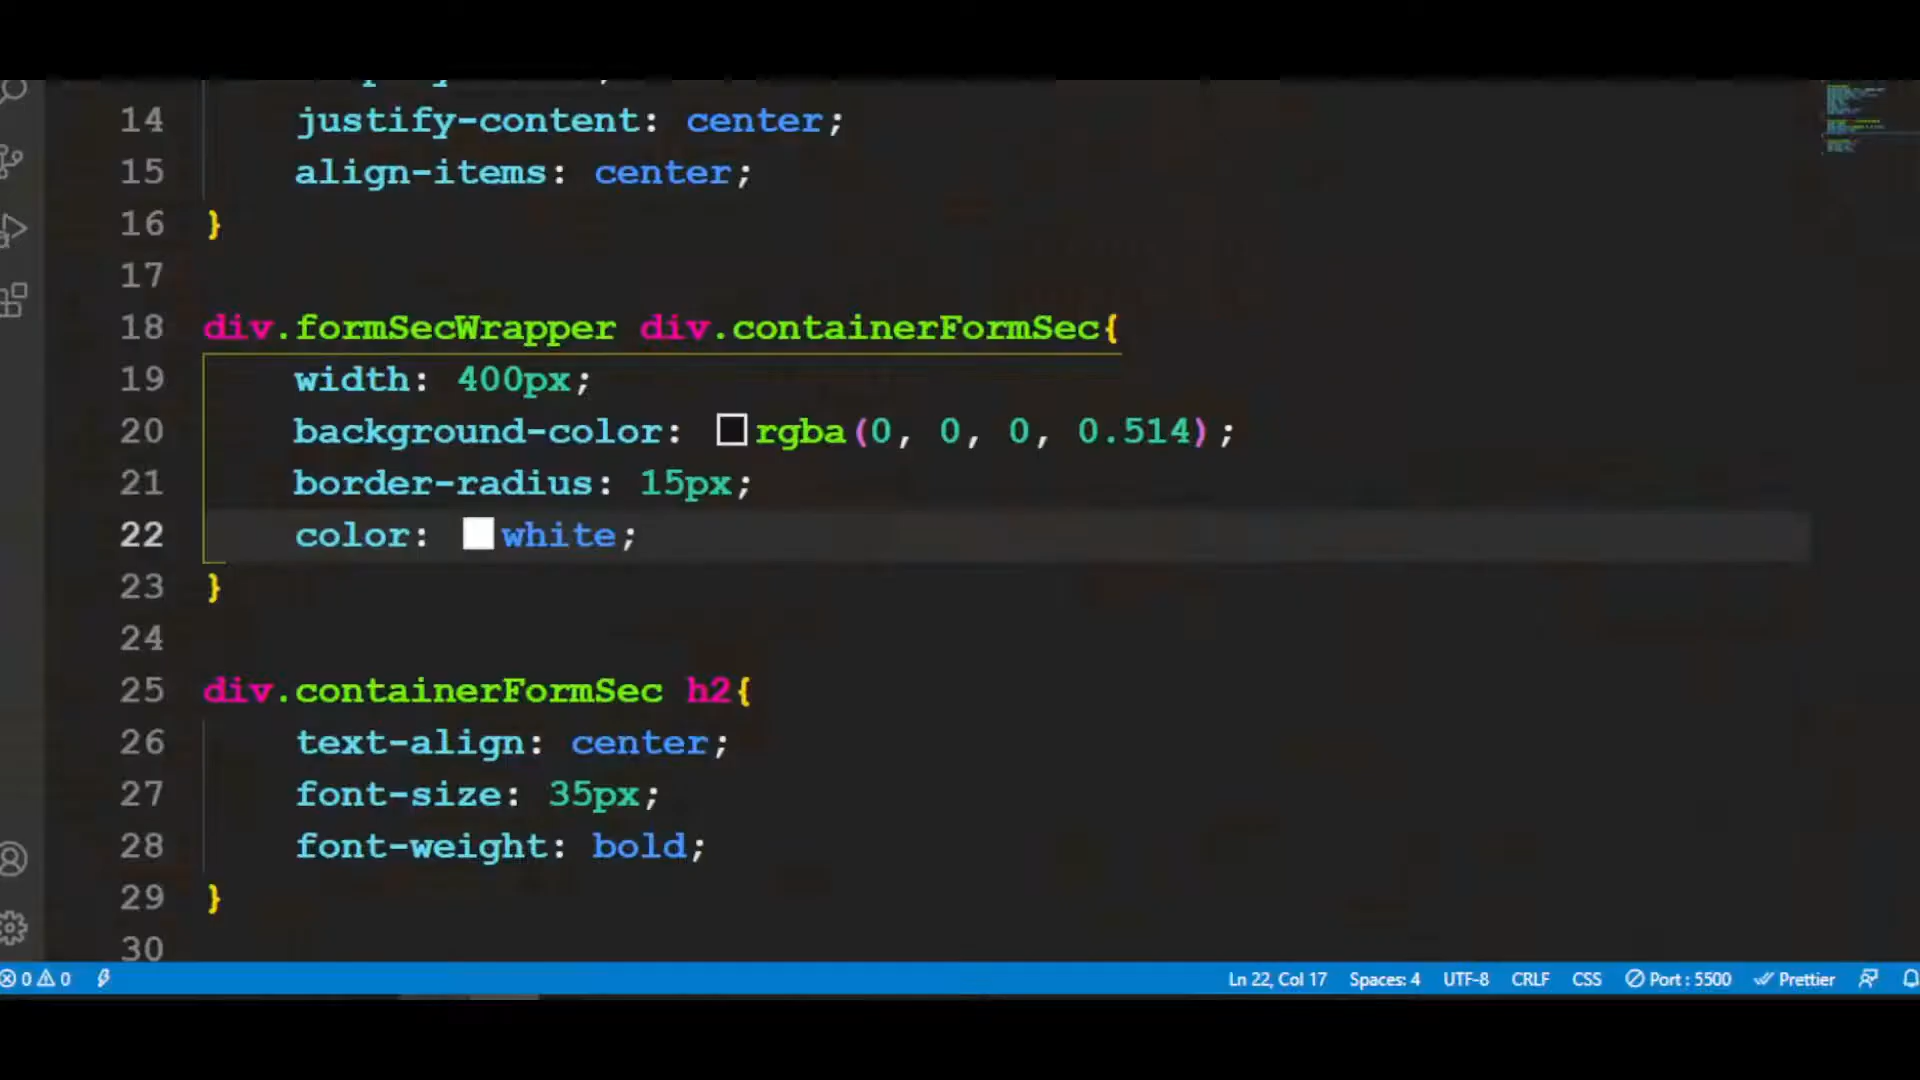 14 justify-content: center;
15 align-items: center;
16 }
17
18 div.formSecWrapper div.containerFormSec{
19 width: 400px;
20 background-color: rgba(0, 0, 0, 0.514);
21 border-radius: 15px;
22 color: white;
23 }
24
25 div.containerFormSec h2{
26 text-align: center;
27 font-size: 35px;
28 font-weight: bold;
29 }
30
0 0 Ln 22, Col 17 Spaces: 4 UTF-8 CRLF CSS Port : 5500 Prettier